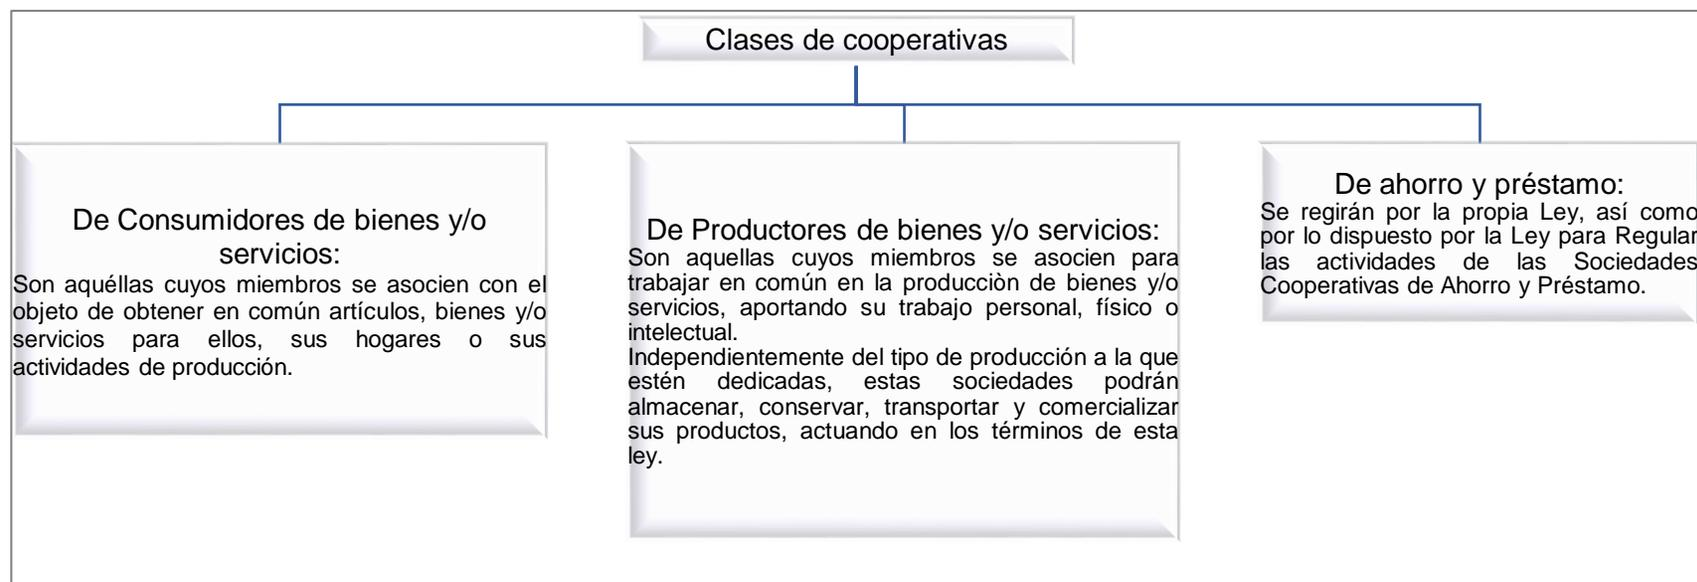 Clases de cooperativas
De Consumidores de bienes y/o
servicios:
Son aquéllas cuyos miembros se asocien con el
objeto de obtener en común artículos, bienes y/o
servicios para ellos, sus hogares o sus
actividades de producción.
De Productores de bienes y/o servicios:
Son aquellas cuyos miembros se asocien para
trabajar en común en la producciòn de bienes y/o
servicios, aportando su trabajo personal, físico o
intelectual.
Independientemente del tipo de producción a la que
estén dedicadas, estas sociedades podrán
almacenar, conservar, transportar y comercializar
sus productos, actuando en los términos de esta
ley.
De ahorro y préstamo:
Se regirán por la propia Ley, así como
por lo dispuesto por la Ley para Regular
las actividades de las Sociedades
Cooperativas de Ahorro y Préstamo.